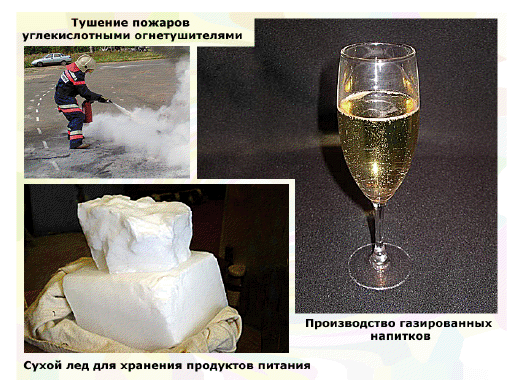 Тушение пожаров
углекислотными огнетушителями
Производство газированных
напитков
Сухой лед для хранения продуктов питания